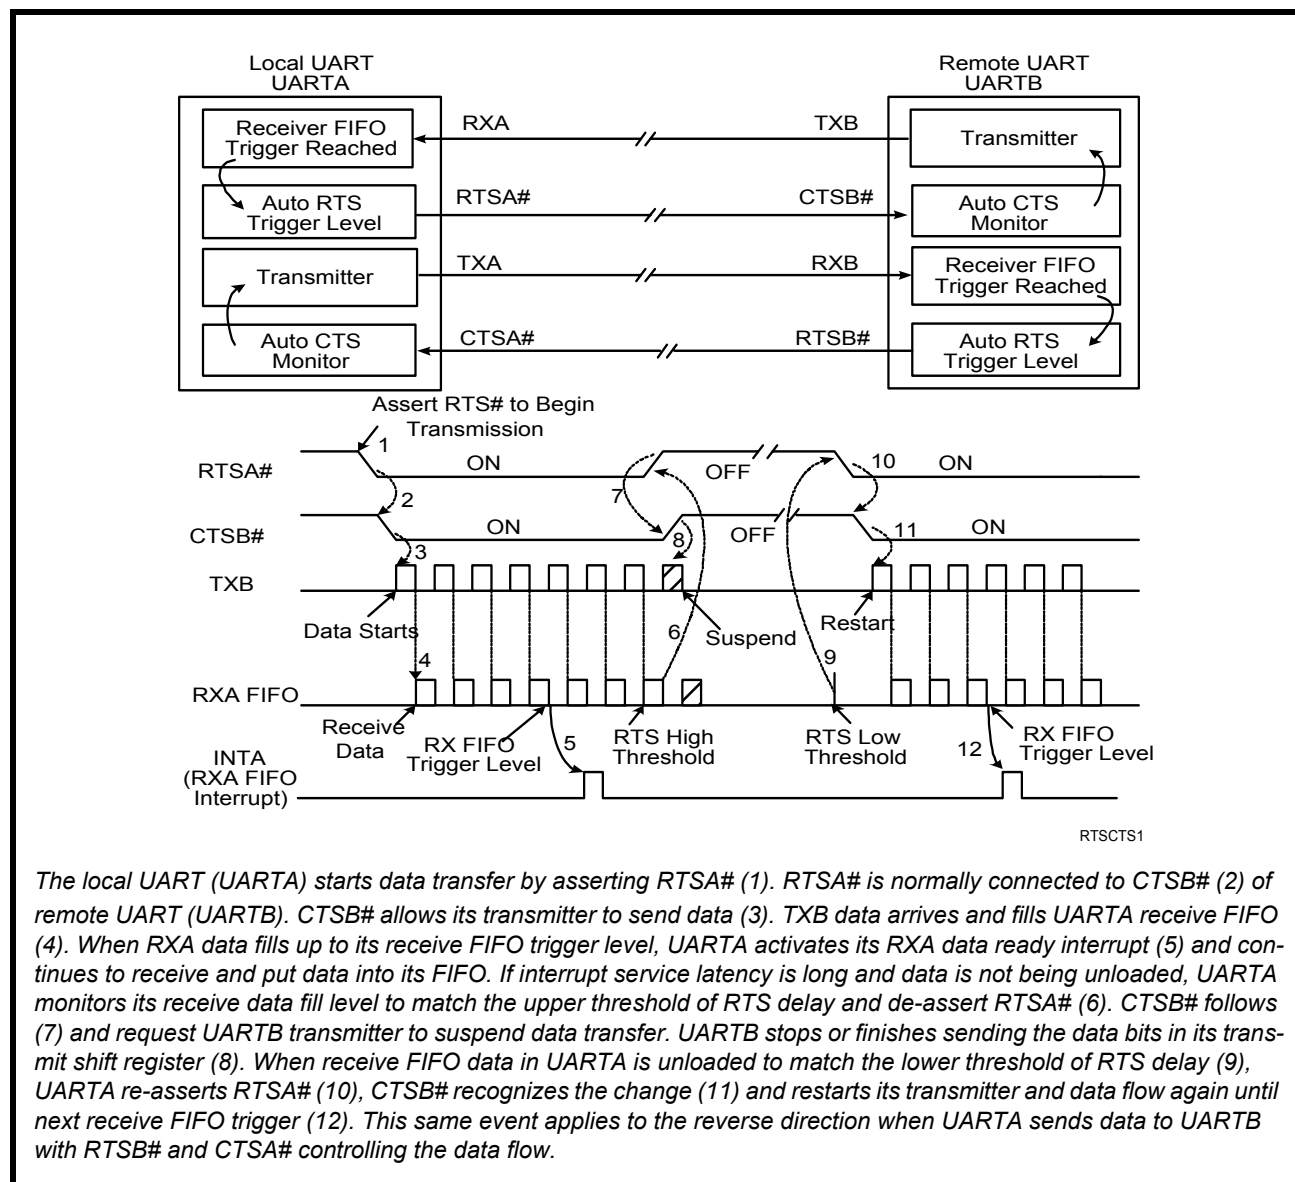 Local UART
UARTA
Remote UART
UARTB
Receiver FIFO
Trigger Reached
RXA
TXB
Transmitter
Auto RTS
Trigger Level
RTSA#
CTSB#
Auto CTS
Monitor
Transmitter
TXA
RXB
Receiver FIFO
Trigger Reached
Auto CTS
Monitor
CTSA#
RTSB#
Auto RTS
Trigger Level
Assert RTS# to Begin
Transmission
1
RTSA#
ON
7
OFF
10
ON
2
CTSB#
ON
8
OFF
11
ON
3
TXB
Data Starts
6
Suspend
Restart
4
9
RXA FIFO
Receive
Data
RX FIFO
Trigger Level
5
RTS High
Threshold
RTS Low
Threshold
12
RX FIFO
Trigger Level
INTA
(RXA FIFO
Interrupt)
RTSCTS1
The local UART (UARTA) starts data transfer by asserting RTSA# (1). RTSA# is normally connected to CTSB# (2) of
remote UART (UARTB). CTSB# allows its transmitter to send data (3). TXB data arrives and fills UARTA receive FIFO
(4). When RXA data fills up to its receive FIFO trigger level, UARTA activates its RXA data ready interrupt (5) and con-
tinues to receive and put data into its FIFO. If interrupt service latency is long and data is not being unloaded, UARTA
monitors its receive data fill level to match the upper threshold of RTS delay and de-assert RTSA# (6). CTSB# follows
(7) and request UARTB transmitter to suspend data transfer. UARTB stops or finishes sending the data bits in its trans-
mit shift register (8). When receive FIFO data in UARTA is unloaded to match the lower threshold of RTS delay (9),
UARTA re-asserts RTSA# (10), CTSB# recognizes the change (11) and restarts its transmitter and data flow again until
next receive FIFO trigger (12). This same event applies to the reverse direction when UARTA sends data to UARTB
with RTSB# and CTSA# controlling the data flow.